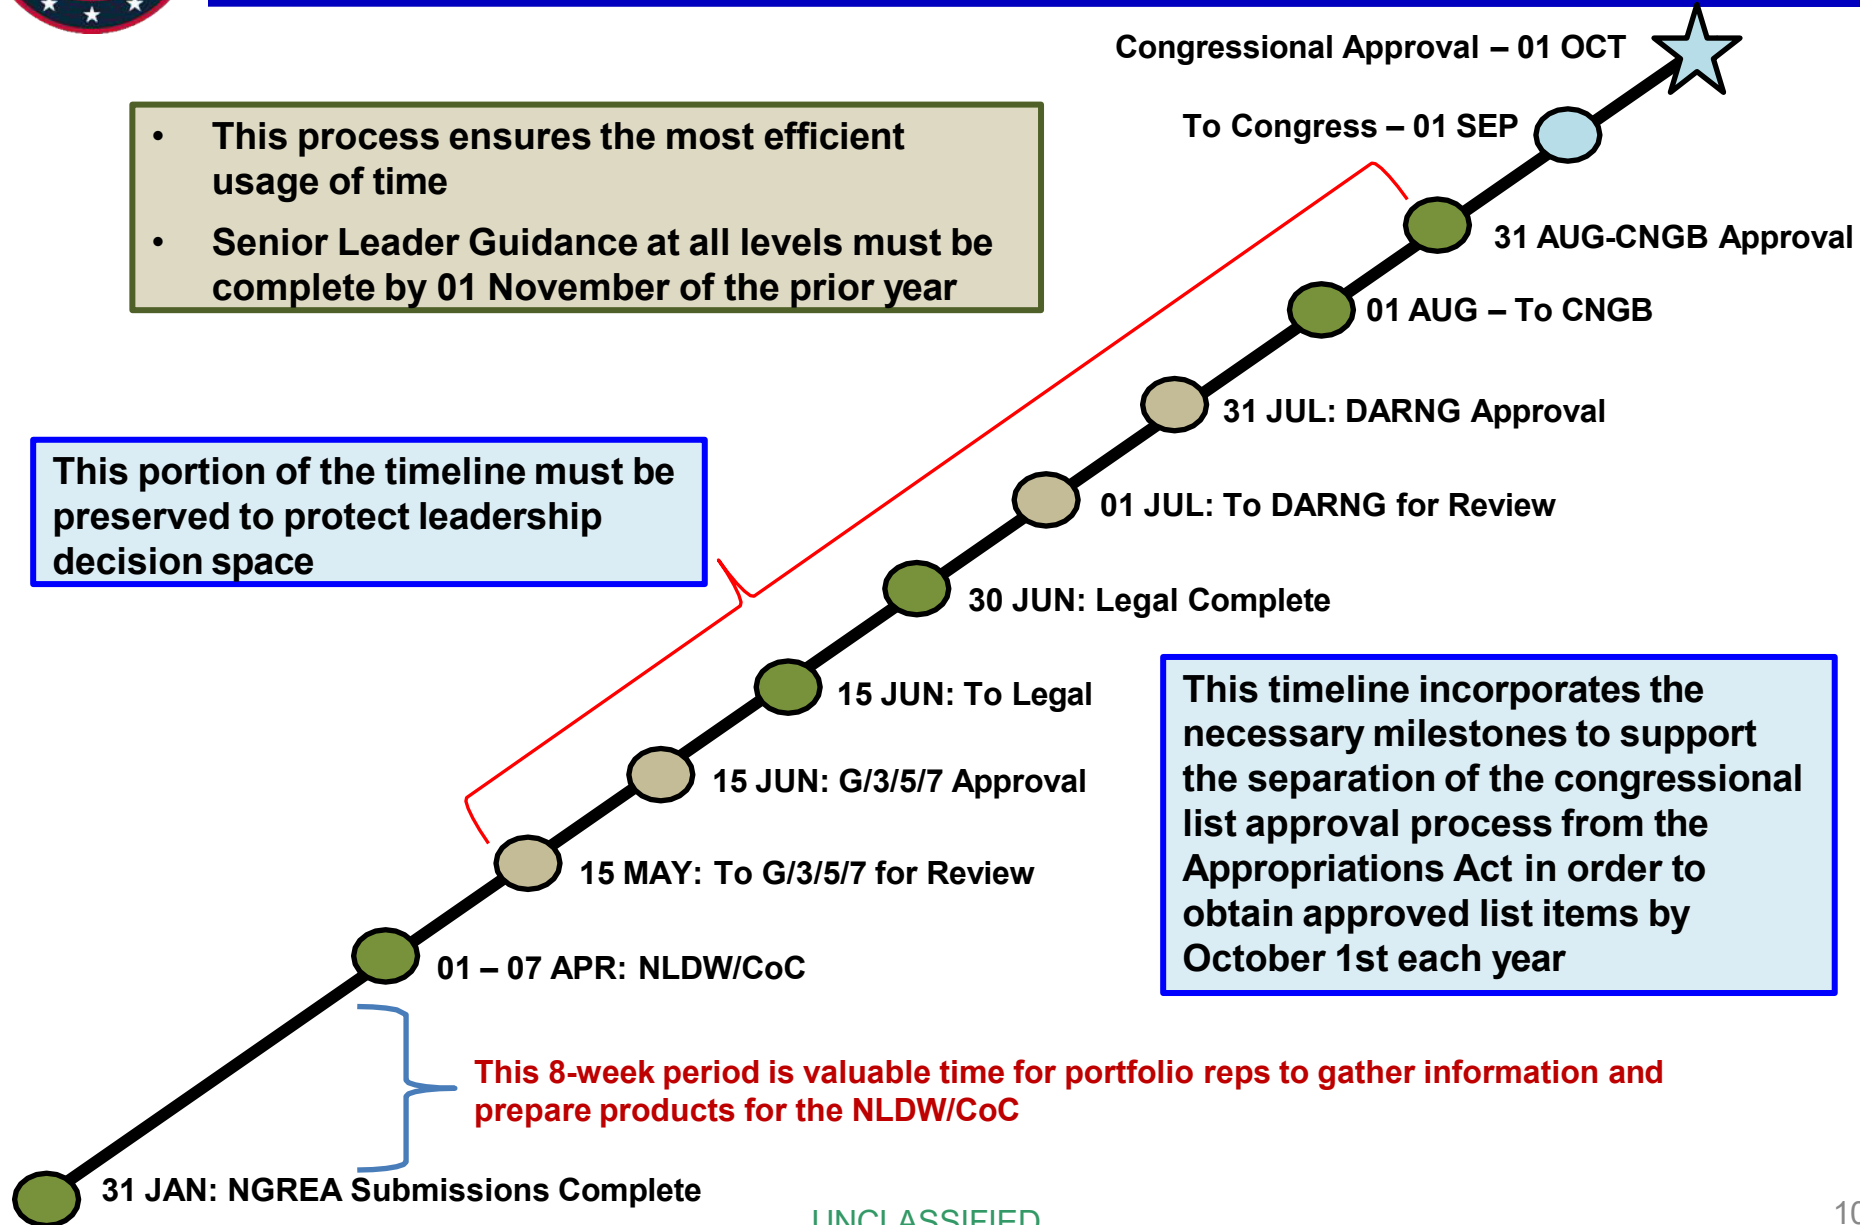 Congressional Approval – 01 OCT
To Congress – 01 SEP
• This process ensures the most efficient
usage of time
• Senior Leader Guidance at all levels must be
complete by 01 November of the prior year
31 AUG-CNGB Approval
01 AUG – To CNGB
31 JUL: DARNG Approval
This portion of the timeline must be
preserved to protect leadership
decision space
01 JUL: To DARNG for Review
30 JUN: Legal Complete
15 JUN: To Legal
This timeline incorporates the
necessary milestones to support
the separation of the congressional
list approval process from the
Appropriations Act in order to
obtain approved list items by
October 1st each year
15 JUN: G/3/5/7 Approval
15 MAY: To G/3/5/7 for Review
01 – 07 APR: NLDW/CoC
This 8-week period is valuable time for portfolio reps to gather information and
prepare products for the NLDW/CoC
31 JAN: NGREA Submissions Complete
UNCLASSIFIED
10